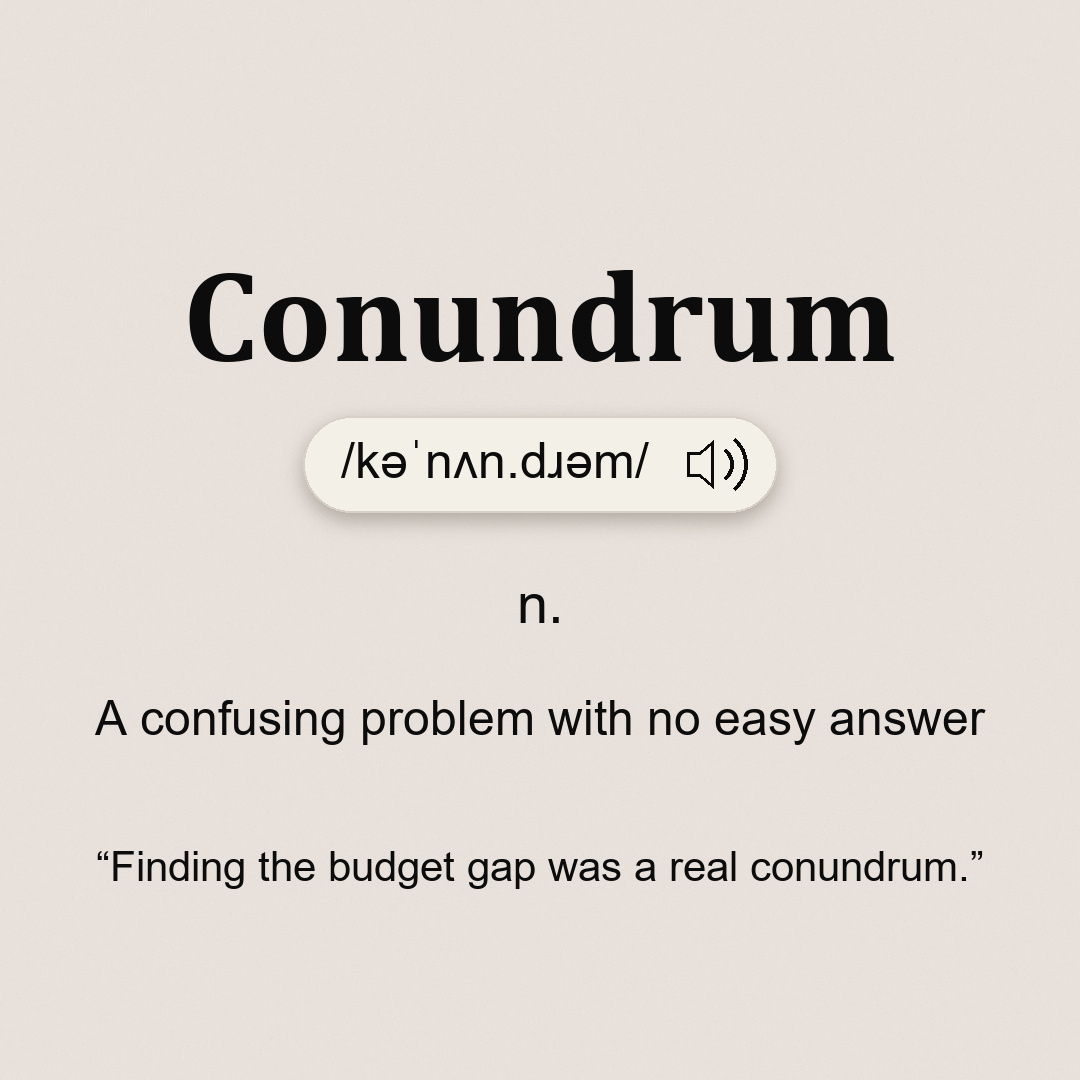 Conundrum
/kəˈnʌn.dɹəm/
n.
A confusing problem with no easy answer
“Finding the budget gap was a real conundrum.”